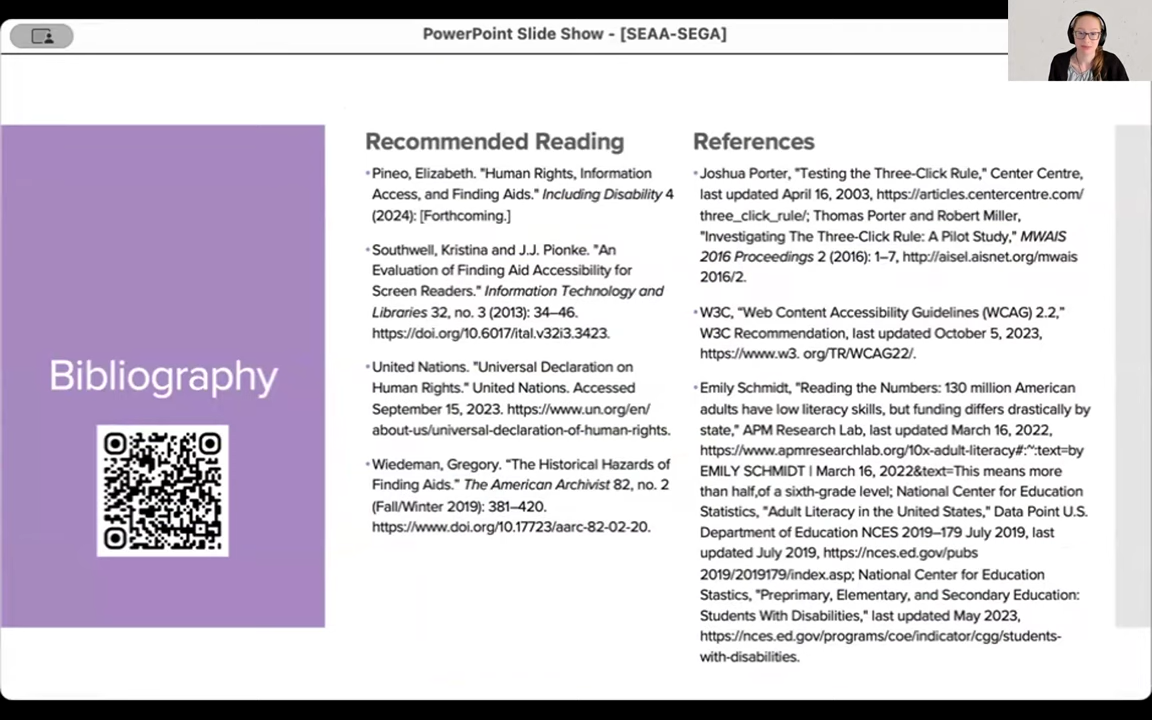 PowerPoint Slide Show - [SEAA-SEGA]
Bibliography
Recommended Reading
Pineo, Elizabeth. "Human Rights, Information
Access, and Finding Aids." Including Disability 4
(2024): [Forthcoming.]
Southwell, Kristina and J.J. Pionke. "An
Evaluation of Finding Aid Accessibility for
Screen Readers." Information Technology and
Libraries 32, no. 3 (2013): 34–46.
https://doi.org/10.6017/ital.v32i3.3423.
United Nations. "Universal Declaration on
Human Rights." United Nations. Accessed
September 15, 2023. https://www.un.org/en/
about-us/universal-declaration-of-human-rights.
Wiedeman, Gregory. “The Historical Hazards of
Finding Aids.” The American Archivist 82, no. 2
(Fall/Winter 2019): 381–420.
https://www.doi.org/10.17723/aarc-82-02-20.
References
Joshua Porter, "Testing the Three-Click Rule," Center Centre,
last updated April 16, 2003, https://articles.centercentre.com/
three_click_rule/; Thomas Porter and Robert Miller,
"Investigating The Three-Click Rule: A Pilot Study," MWAIS
2016 Proceedings 2 (2016): 1–7, http://aisel.aisnet.org/mwais
2016/2.
W3C, “Web Content Accessibility Guidelines (WCAG) 2.2,”
W3C Recommendation, last updated October 5, 2023,
https://www.w3. org/TR/WCAG22/.
Emily Schmidt, "Reading the Numbers: 130 million American
adults have low literacy skills, but funding differs drastically by
state," APM Research Lab, last updated March 16, 2022,
https://www.apmresearchlab.org/10x-adult-literacy#:~:text=by
EMILY SCHMIDT | March 16, 2022&text=This means more
than half,of a sixth-grade level; National Center for Education
Statistics, "Adult Literacy in the United States," Data Point U.S.
Department of Education NCES 2019–179 July 2019, last
updated July 2019, https://nces.ed.gov/pubs
2019/2019179/index.asp; National Center for Education
Stastics, "Preprimary, Elementary, and Secondary Education:
Students With Disabilities," last updated May 2023,
https://nces.ed.gov/programs/coe/indicator/cgg/students-
with-disabilities.